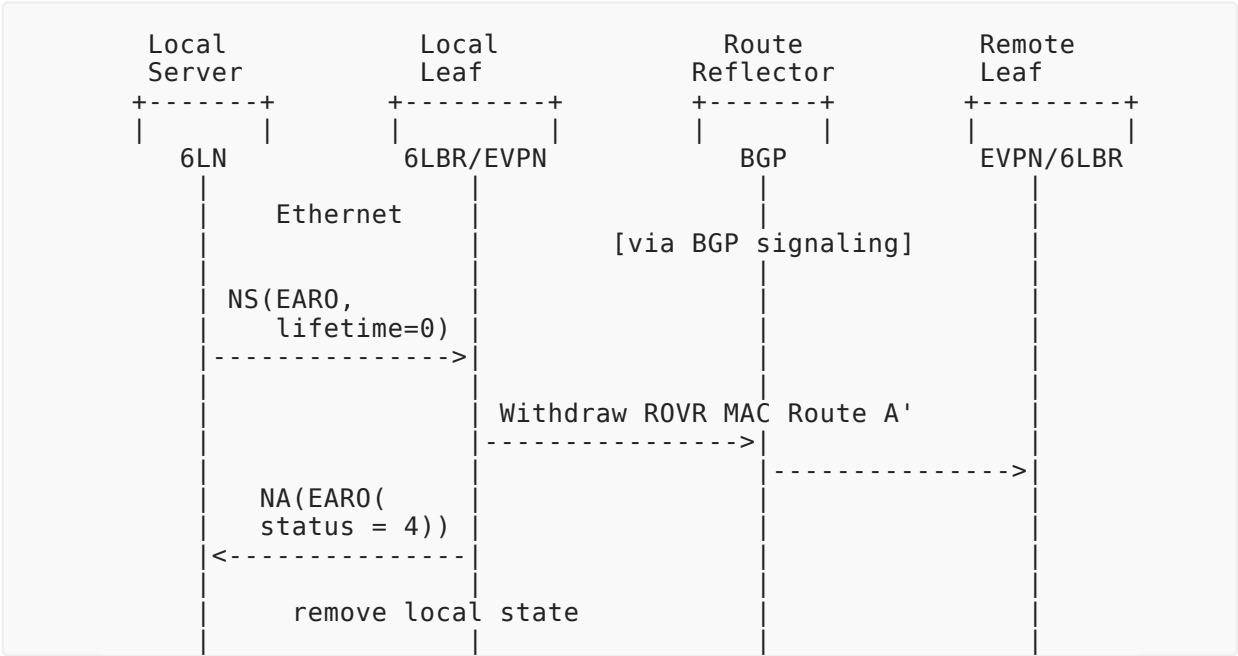 Local Local Route Remote
Server Leaf Reflector Leaf
+-------+ +---------+ +-------+ +---------+
| | | | | | | |
6LN 6LBR/EVPN BGP EVPN/6LBR
| | | |
| Ethernet | | |
| | [via BGP signaling] |
| | | |
| NS(EARO, | | |
| lifetime=0) | | |
|--------------->| | |
| | | |
| | Withdraw ROVR MAC Route A' |
| |---------------->| |
| | |--------------->|
| NA(EARO( | | |
| status = 4)) | | |
|<---------------| | |
| | | |
| remove local state | |
| | | |